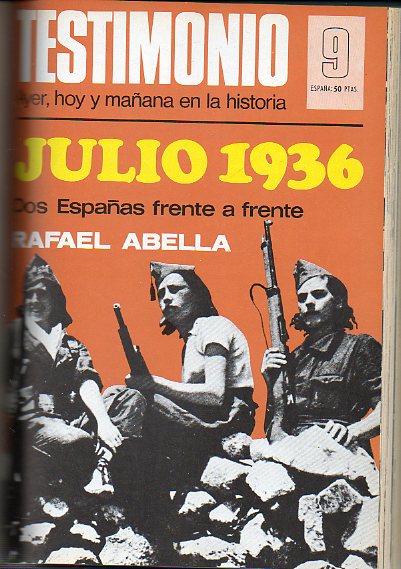 TESTIMONIO
Ayer, hoy y mañana en la historia
9
ESPAÑA: 50 PTAS.
JULIO 1936
Dos Españas frente a frente
RAFAEL ABELLA